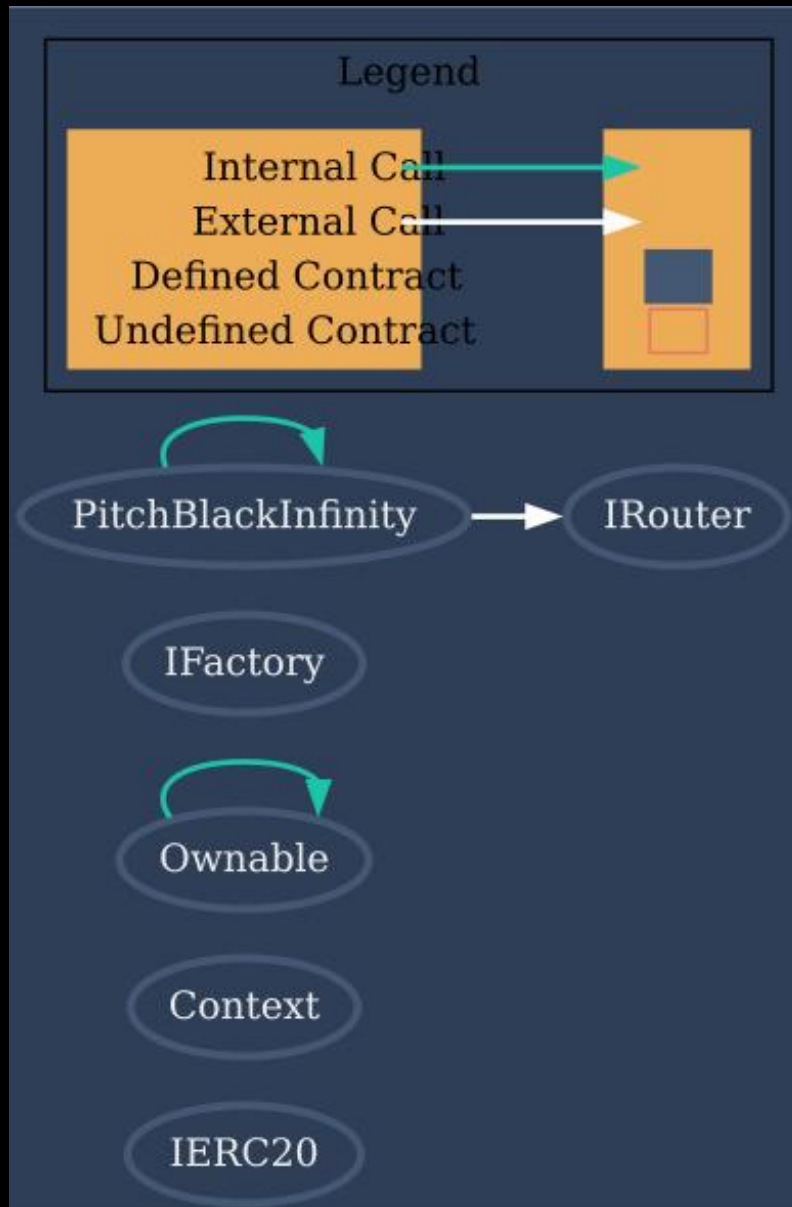 Legend
Internal Call
External Call
Defined Contract
Undefined Contract
PitchBlackInfinity IRouter
IFactory
Ownable
Context
IERC20